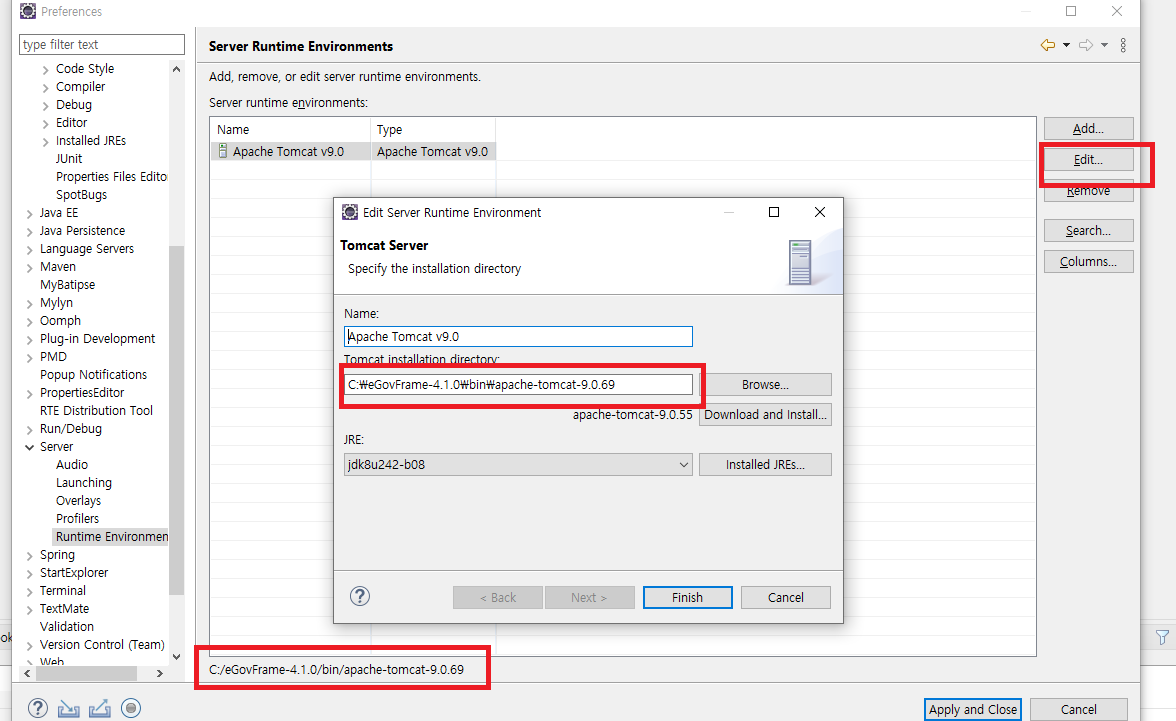 Preferences
type filter text
Code Style
Compiler
Debug
Editor
Installed JREs
JUnit
Properties Files Edito
SpotBugs
Java EE
Java Persistence
Language Servers
Maven
MyBatipse
Mylyn
Oomph
Plug-in Development
PMD
Popup Notifications
PropertiesEditor
RTE Distribution Tool
Run/Debug
Server
Audio
Launching
Overlays
Profilers
Runtime Environmen
Spring
StartExplorer
Terminal
TextMate
Validation
Version Control (Team)
Web
Server Runtime Environments
Add, remove, or edit server runtime environments.
Server runtime environments:
Name Type
Apache Tomcat v9.0 Apache Tomcat v9.0
Add...
Edit...
Remove
Search...
Columns...
Edit Server Runtime Environment
Tomcat Server
Specify the installation directory
Name:
Apache Tomcat v9.0
Tomcat installation directory:
C:₩eGovFrame-4.1.0₩bin₩apache-tomcat-9.0.69 Browse...
apache-tomcat-9.0.55 Download and Install...
JRE:
jdk8u242-b08 Installed JREs...
? < Back Next > Finish Cancel
C:/eGovFrame-4.1.0/bin/apache-tomcat-9.0.69
? Apply and Close Cancel